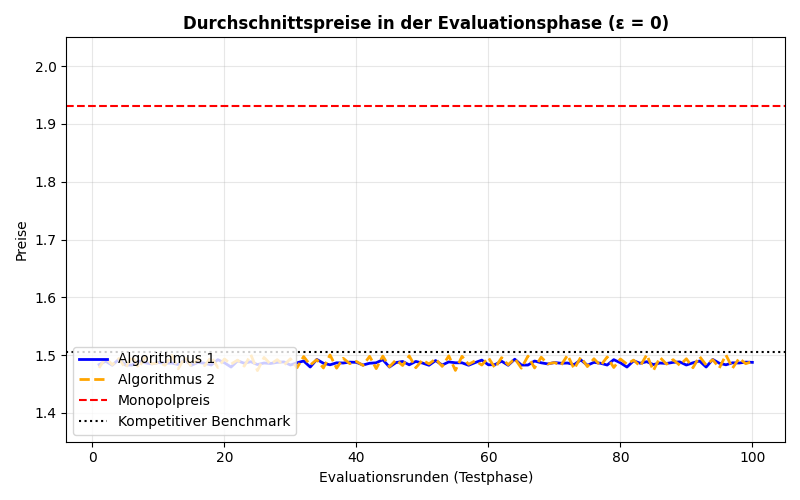 Durchschnittspreise in der Evaluationsphase (ε = 0)
2.0
1.9
1.8
1.7
1.6
1.5
1.4
Preise
Algorithmus 1
Algorithmus 2
Monopolpreis
Kompetitiver Benchmark
0 20 40 60 80 100
Evaluationsrunden (Testphase)